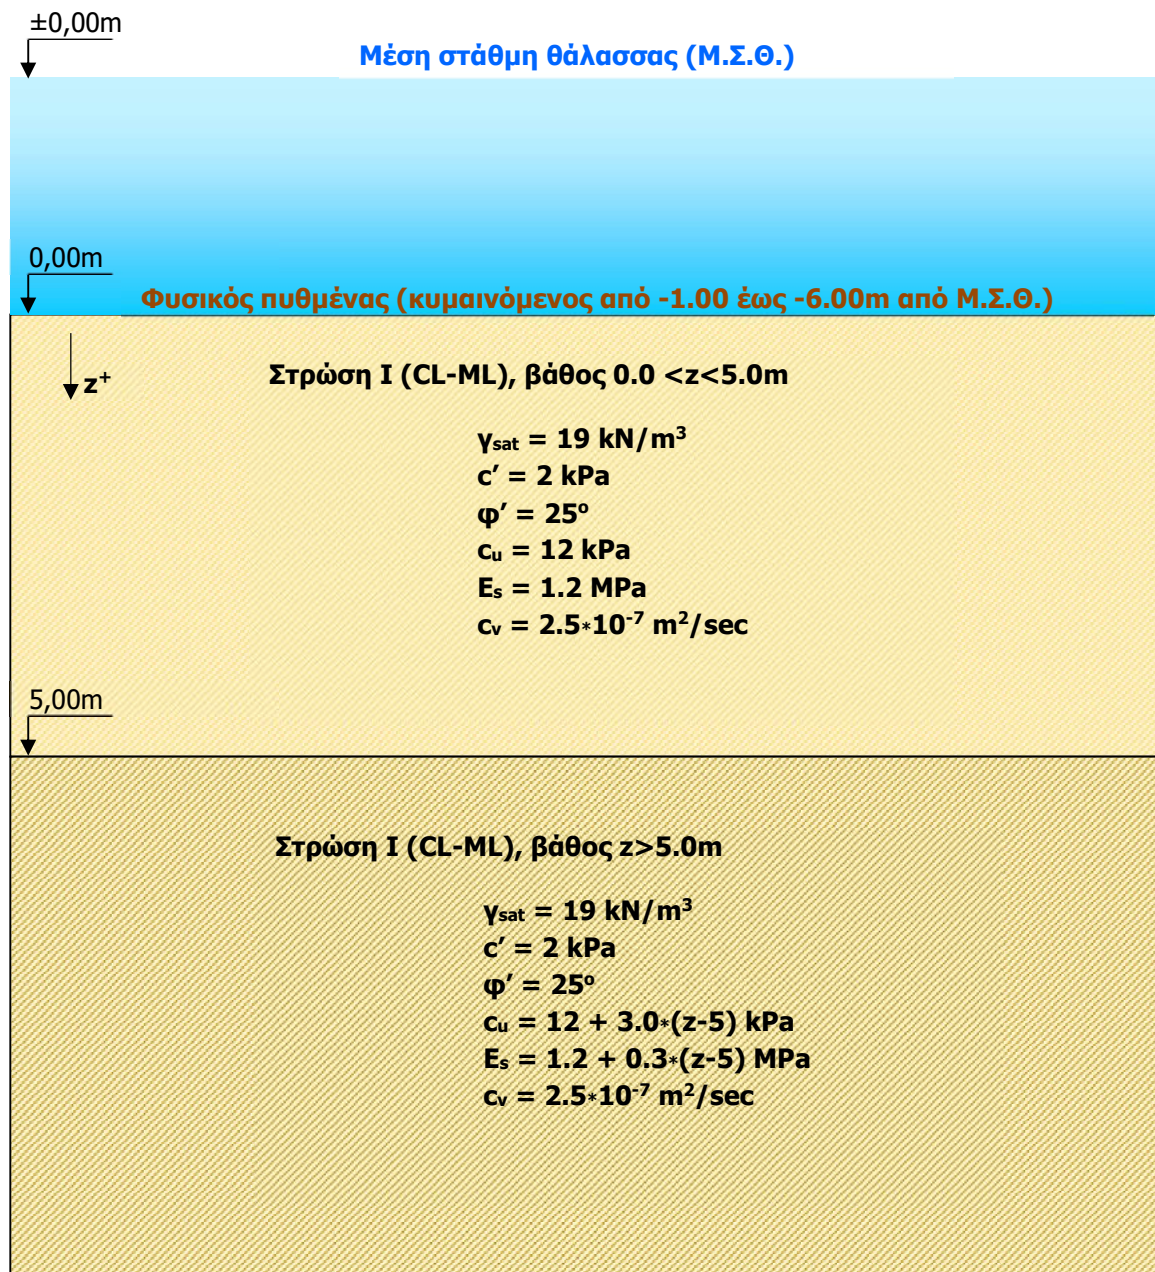 ±0,00m
Μέση στάθμη θάλασσας (Μ.Σ.Θ.)
0,00m
Φυσικός πυθμένας (κυμαινόμενος από -1.00 έως -6.00m από Μ.Σ.Θ.)
z⁺
Στρώση Ι (CL-ML), βάθος 0.0 <z<5.0m
γsat = 19 kN/m³
c′ = 2 kPa
φ′ = 25º
cu = 12 kPa
Es = 1.2 MPa
cv = 2.5*10⁻⁷ m²/sec
5,00m
Στρώση Ι (CL-ML), βάθος z>5.0m
γsat = 19 kN/m³
c′ = 2 kPa
φ′ = 25º
cu = 12 + 3.0*(z-5) kPa
Es = 1.2 + 0.3*(z-5) MPa
cv = 2.5*10⁻⁷ m²/sec